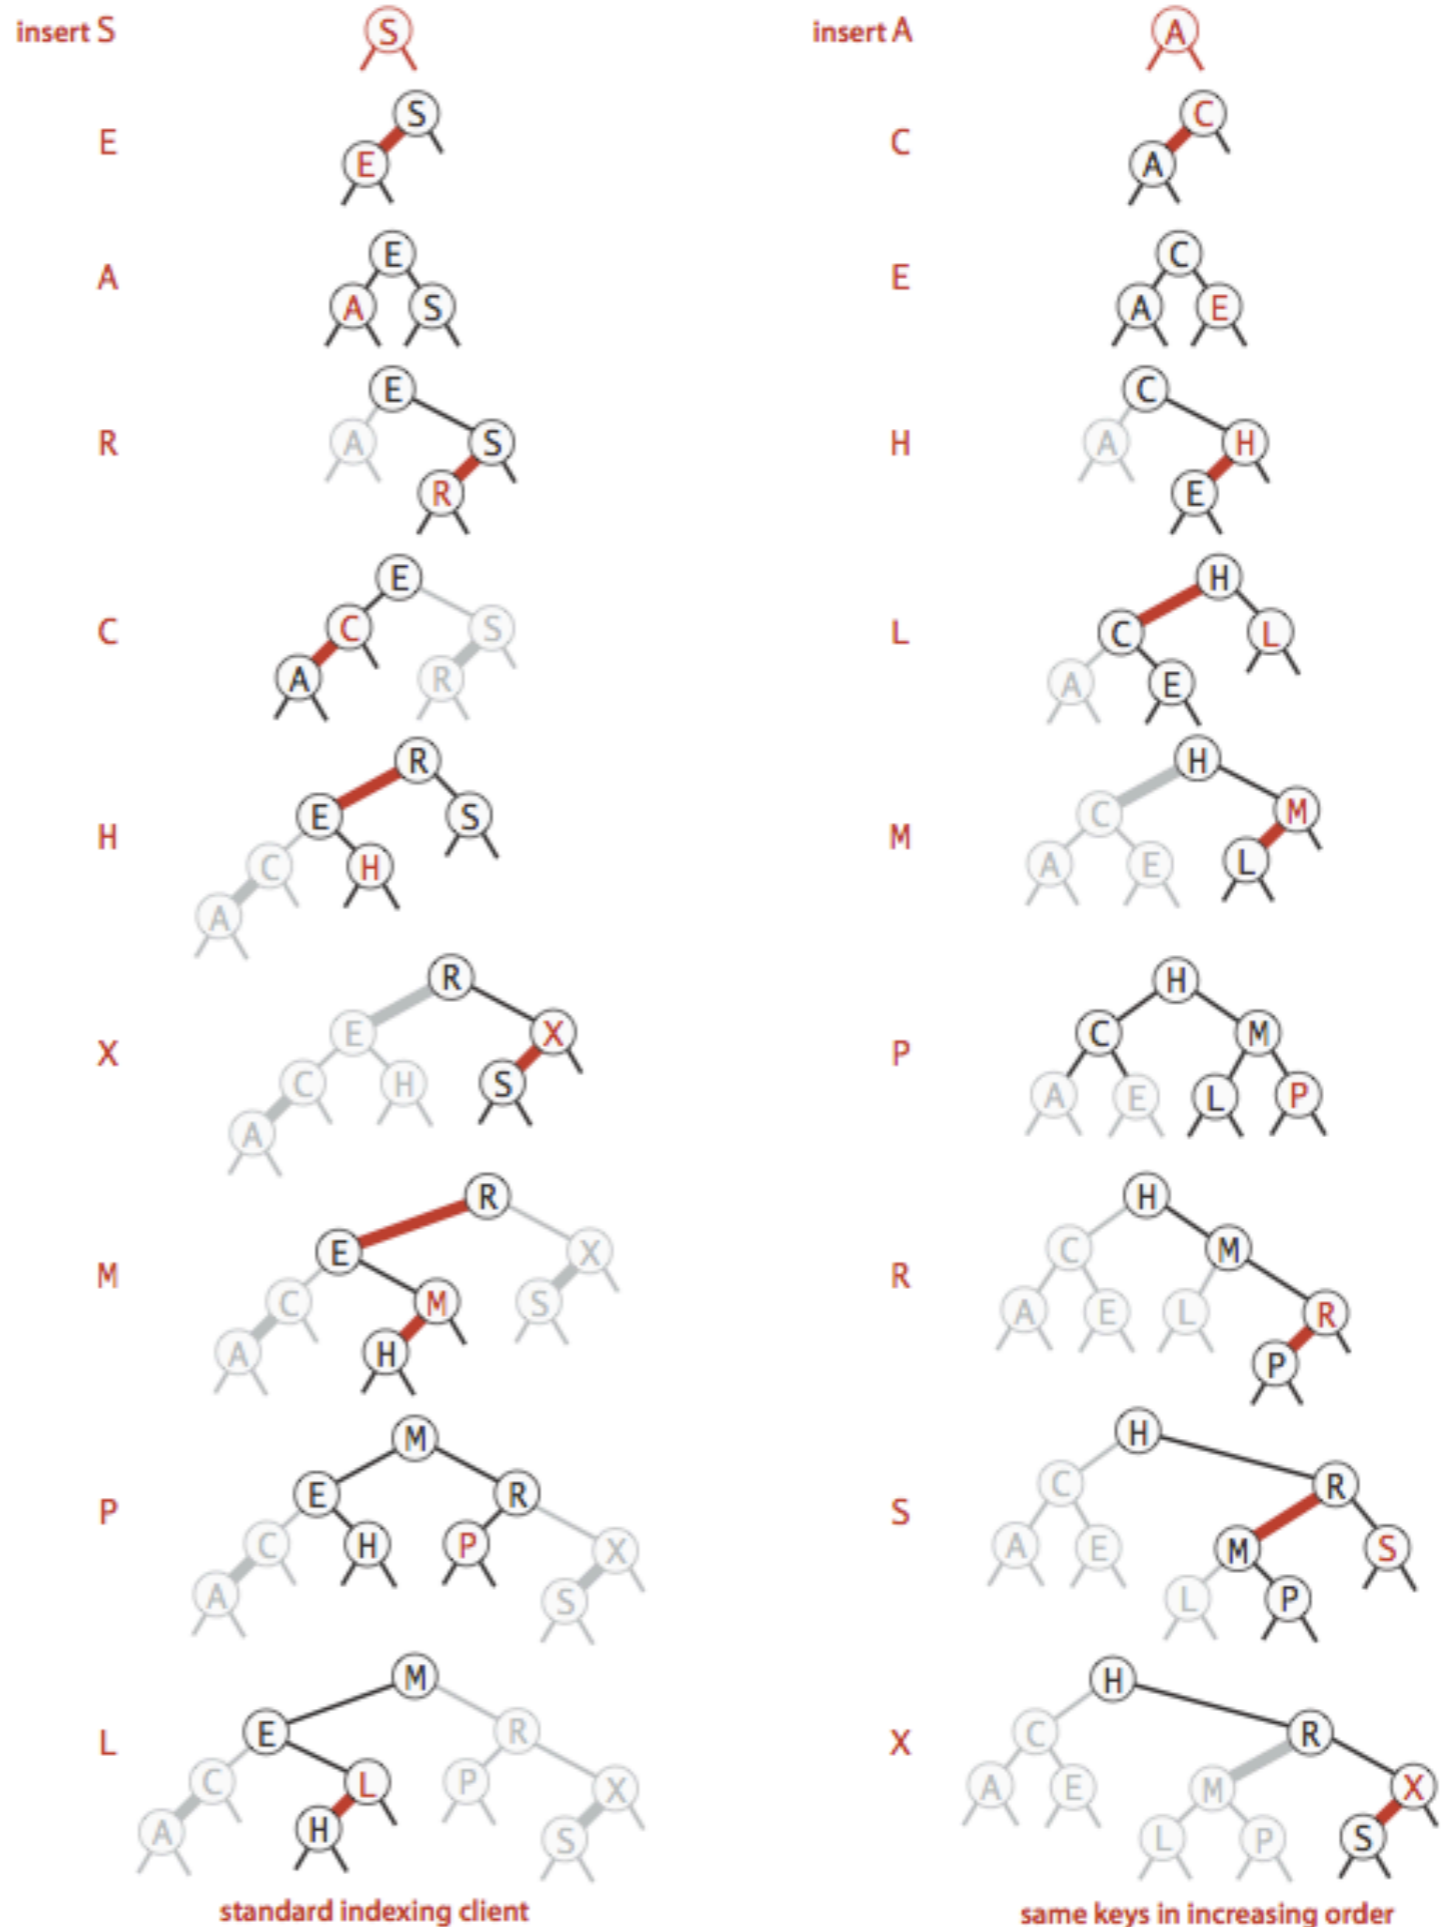 insert S
S
E
S
E
A
E
A S
R
E
A S
R
C
E
C S
A R
H
R
E S
C H
A
X
R
E X
C H S
A
M
R
E X
C M S
A H
P
M
E R
C H P X
A S
L
M
E R
C L P X
A H S
standard indexing client
insert A
A
C
C
A
E
C
A E
H
C
A H
E
L
H
C L
A E
M
H
C M
A E L
P
H
C M
A E L P
R
H
C M
A E L R
P
S
H
C R
A E M S
L P
X
H
C R
A E M X
L P S
same keys in increasing order